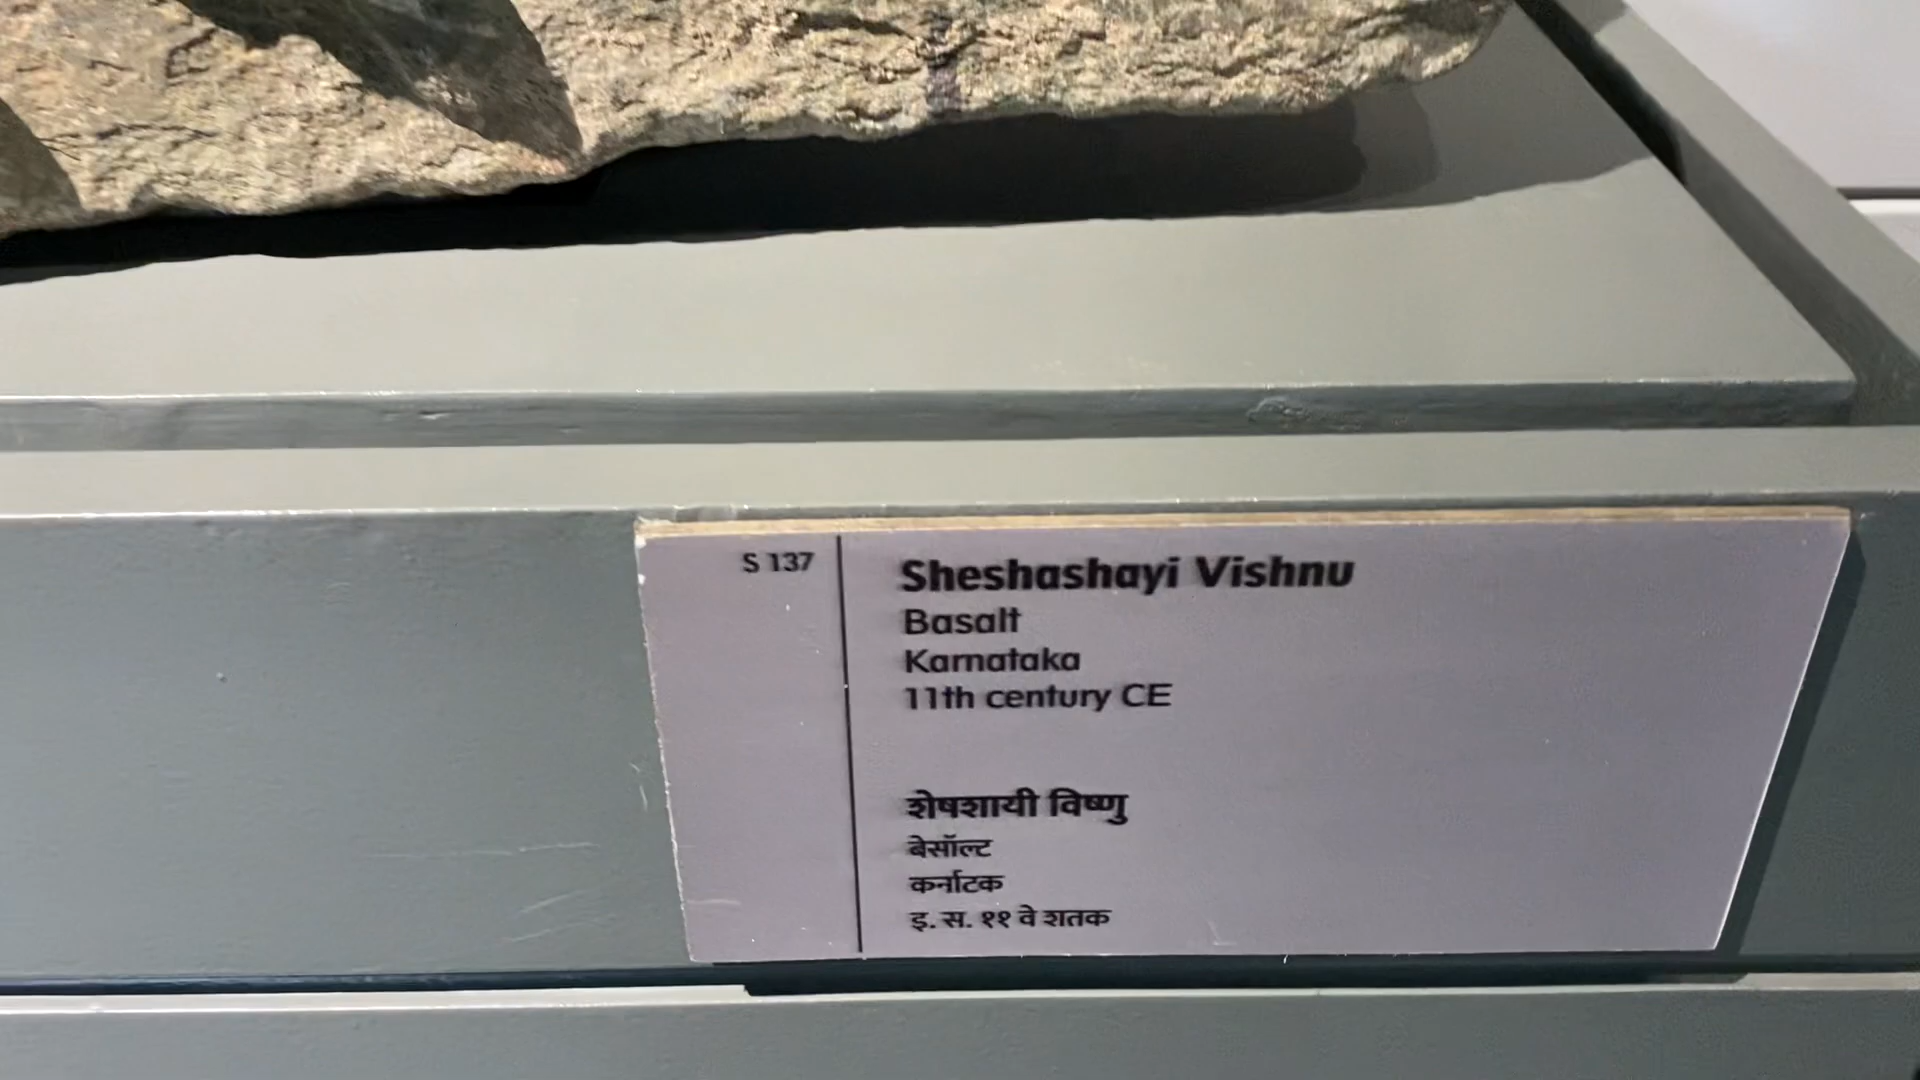 S 137
Sheshashayi Vishnu
Basalt
Karnataka
11th century CE
शेषशायी विष्णु
बेसॉल्ट
कर्नाटक
इ. स. ११ वे शतक